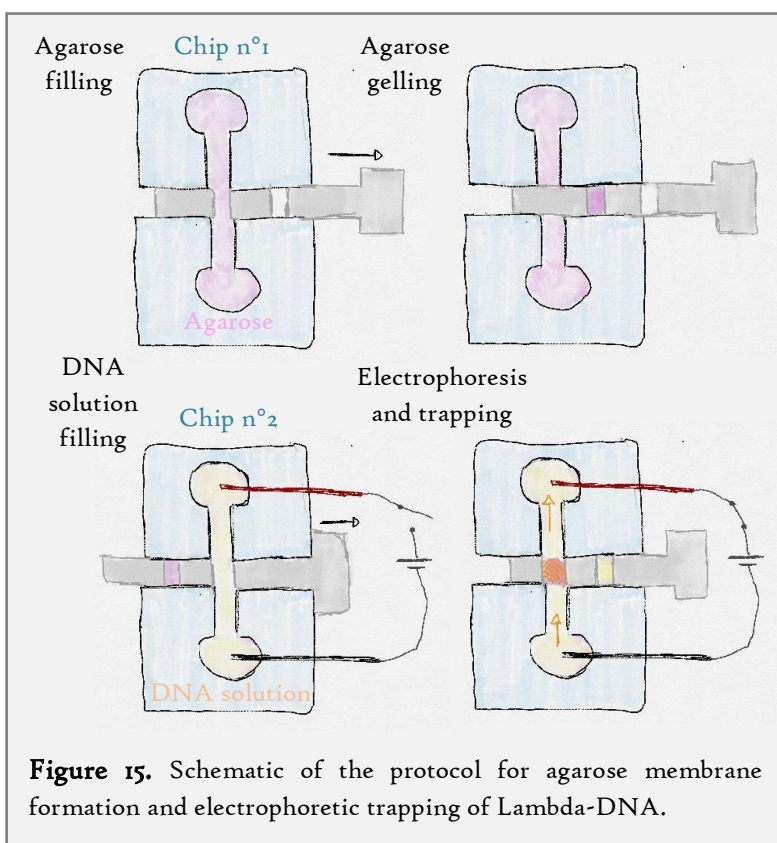 Agarose
filling
Chip n°1
Agarose
gelling
Agarose
DNA
solution
filling
Chip n°2
Electrophoresis
and trapping
DNA solution
Figure 15. Schematic of the protocol for agarose membrane
formation and electrophoretic trapping of Lambda-DNA.